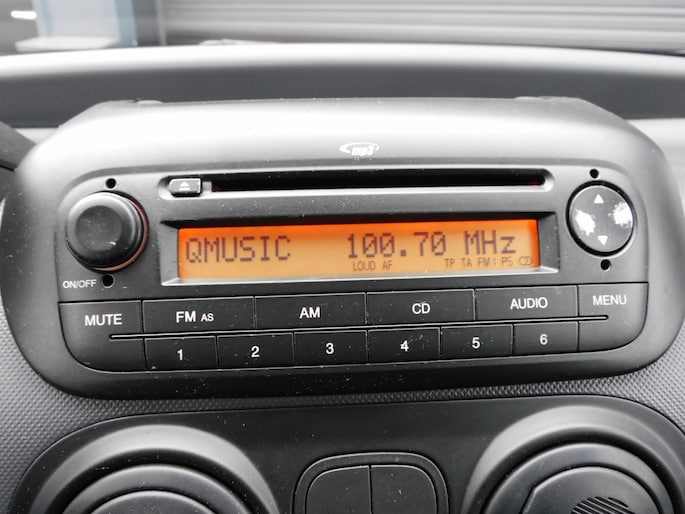 mp3
QMUSIC 100.70 MHz
LOUD AF TP TA FM: PS CD
ON/OFF
MUTE FM AS AM CD AUDIO MENU
1 2 3 4 5 6